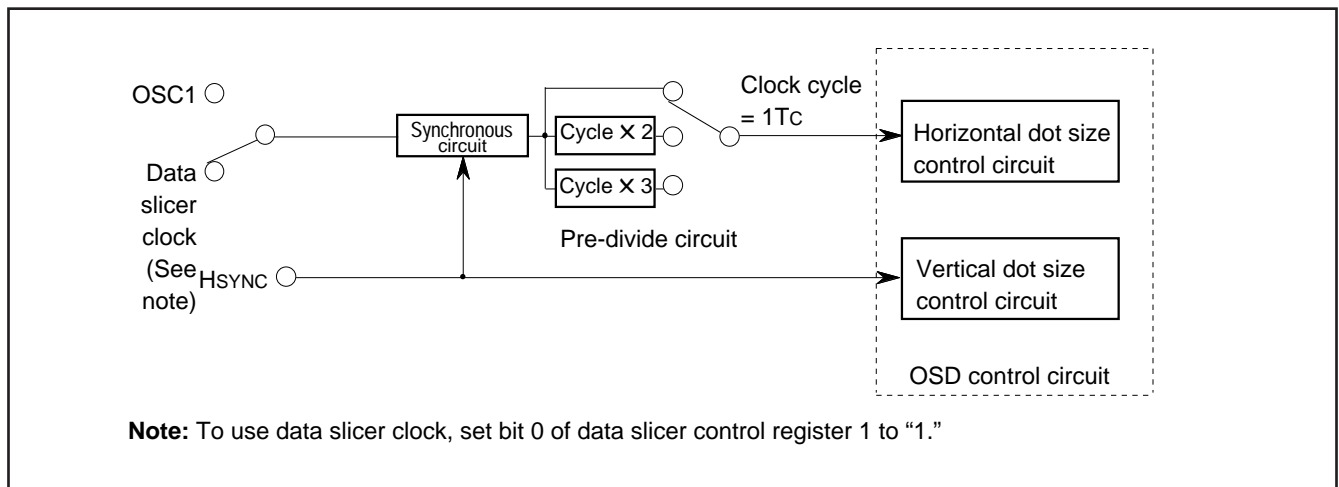 OSC1
Data
slicer
clock
(See
note)
HSYNC
Synchronous
circuit
Cycle × 2
Cycle × 3
Pre-divide circuit
Clock cycle
= 1TC
Horizontal dot size
control circuit
Vertical dot size
control circuit
OSD control circuit
Note: To use data slicer clock, set bit 0 of data slicer control register 1 to “1.”